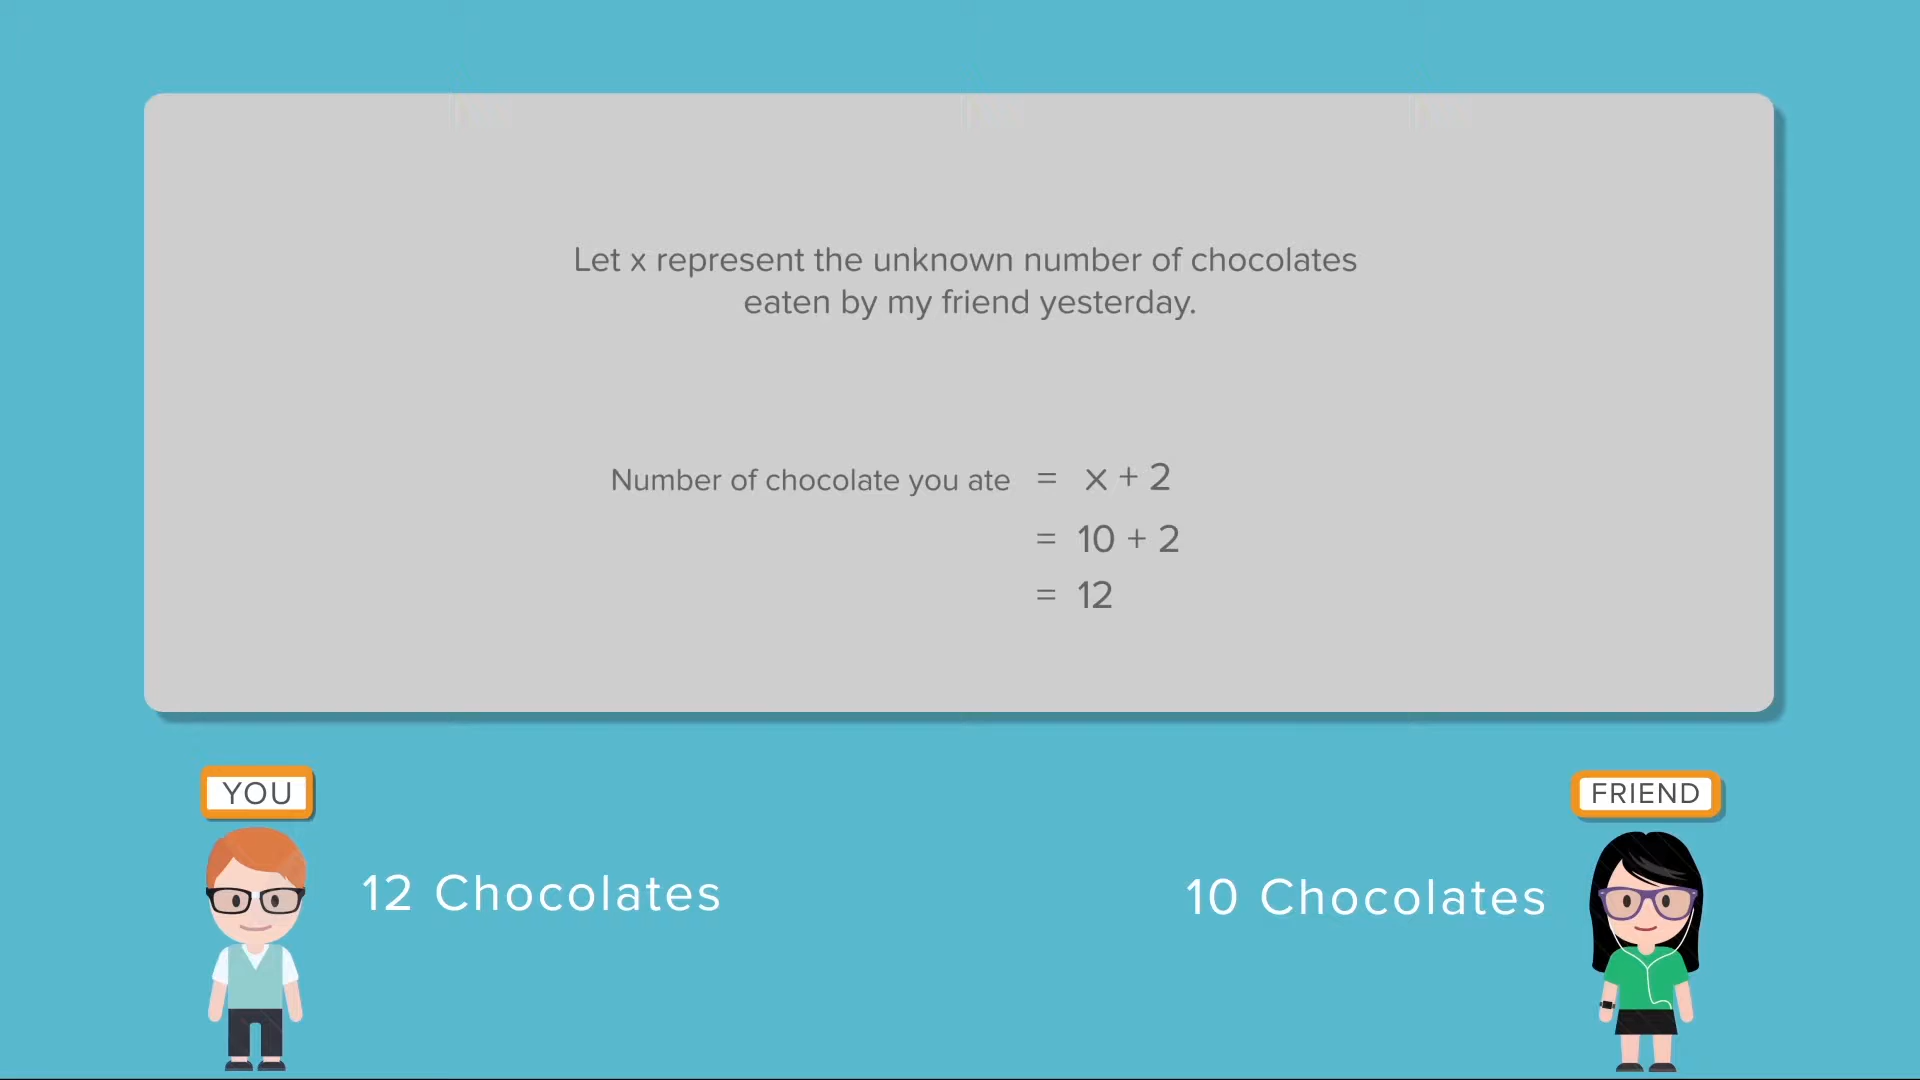 Let x represent the unknown number of chocolates
eaten by my friend yesterday.
Number of chocolate you ate = x + 2
= 10 + 2
= 12
YOU
FRIEND
12 Chocolates
10 Chocolates